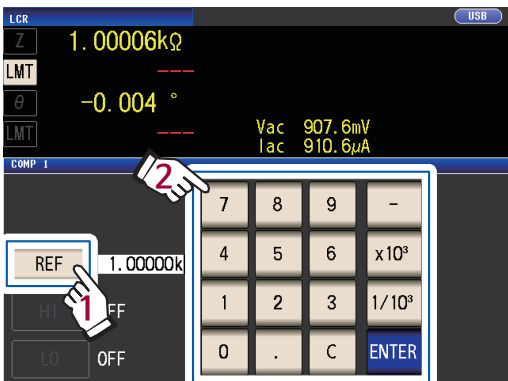 LCR USB
Z 1.00006kΩ
LMT ---
θ -0.004 °
LMT ---
Vac 907.6mV
Iac 910.6µA
COMP 1
2
7 8 9 -
REF 1.00000k
4 5 6 x10³
1
HI FF
1 2 3 1/10³
LO OFF
0 . C ENTER